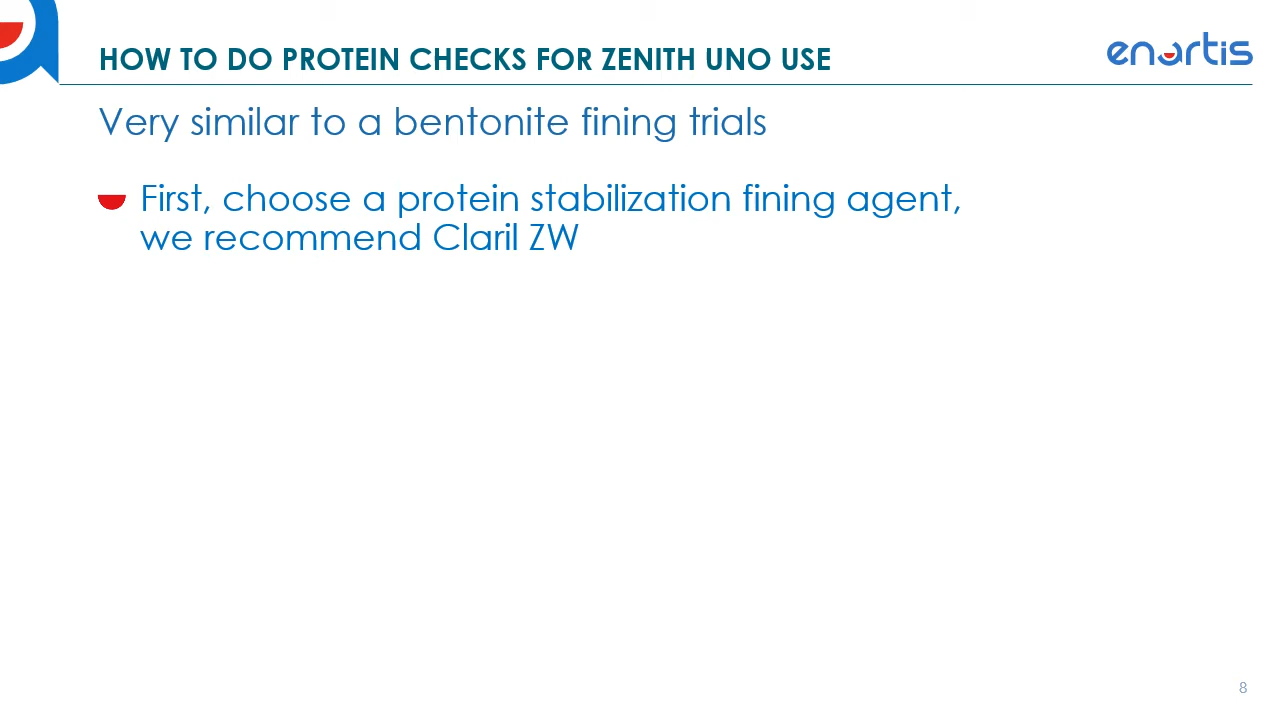 HOW TO DO PROTEIN CHECKS FOR ZENITH UNO USE
enartis
Very similar to a bentonite fining trials
First, choose a protein stabilization fining agent,
we recommend Claril ZW
8